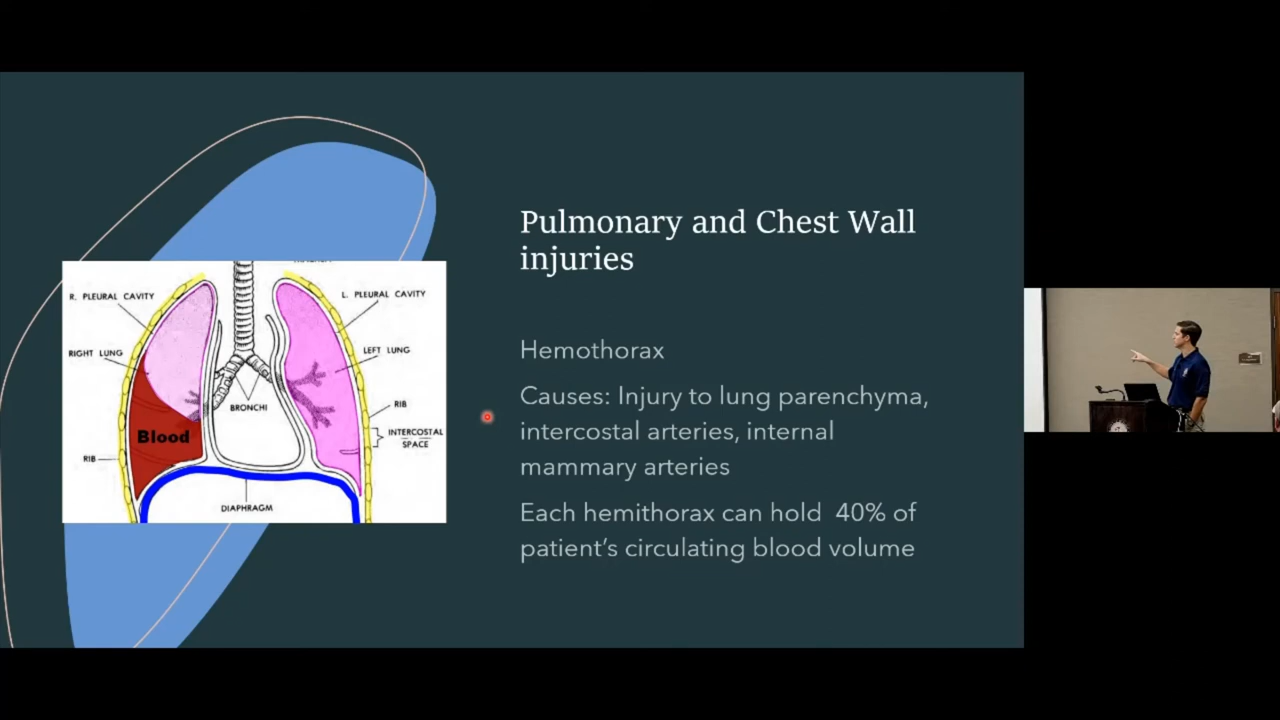 Pulmonary and Chest Wall
injuries
Hemothorax
Causes: Injury to lung parenchyma,
intercostal arteries, internal
mammary arteries
Each hemithorax can hold 40% of
patient's circulating blood volume
R. PLEURAL CAVITY
L. PLEURAL CAVITY
RIGHT LUNG
LEFT LUNG
BRONCHI
RIB
Blood
INTERCOSTAL
SPACE
RIB
DIAPHRAGM